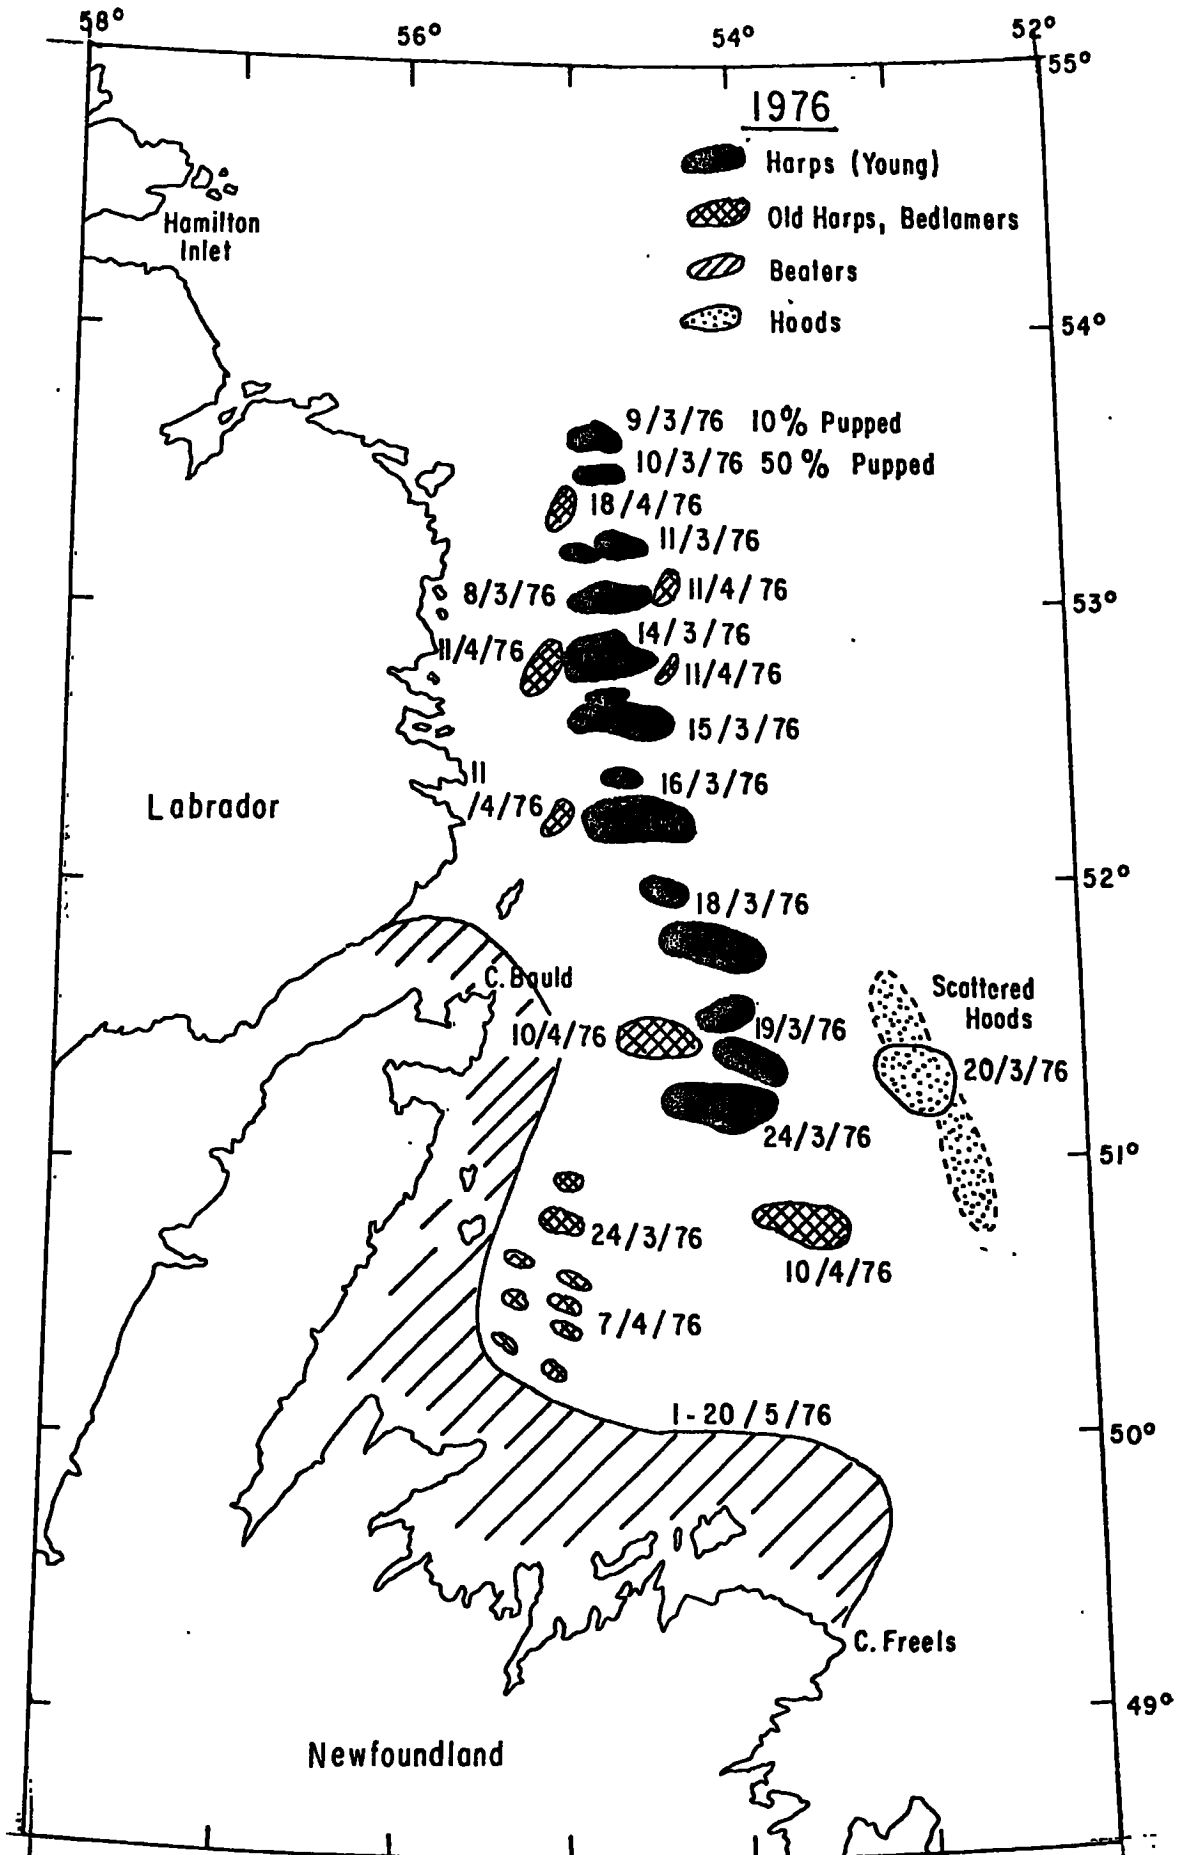 58°
56°
54°
52°
55°
1976
Harps (Young)
Old Harps, Bedlamers
Beaters
Hoods
Hamilton
Inlet
54°
9/3/76 10% Pupped
10/3/76 50% Pupped
18/4/76
11/3/76
8/3/76
11/4/76
53°
14/3/76
11/4/76
11/4/76
15/3/76
11
/4/76
16/3/76
Labrador
52°
18/3/76
C. Bauld
Scattered
Hoods
10/4/76
19/3/76
20/3/76
24/3/76
51°
24/3/76
10/4/76
7/4/76
1-20/5/76
50°
C. Freels
49°
Newfoundland